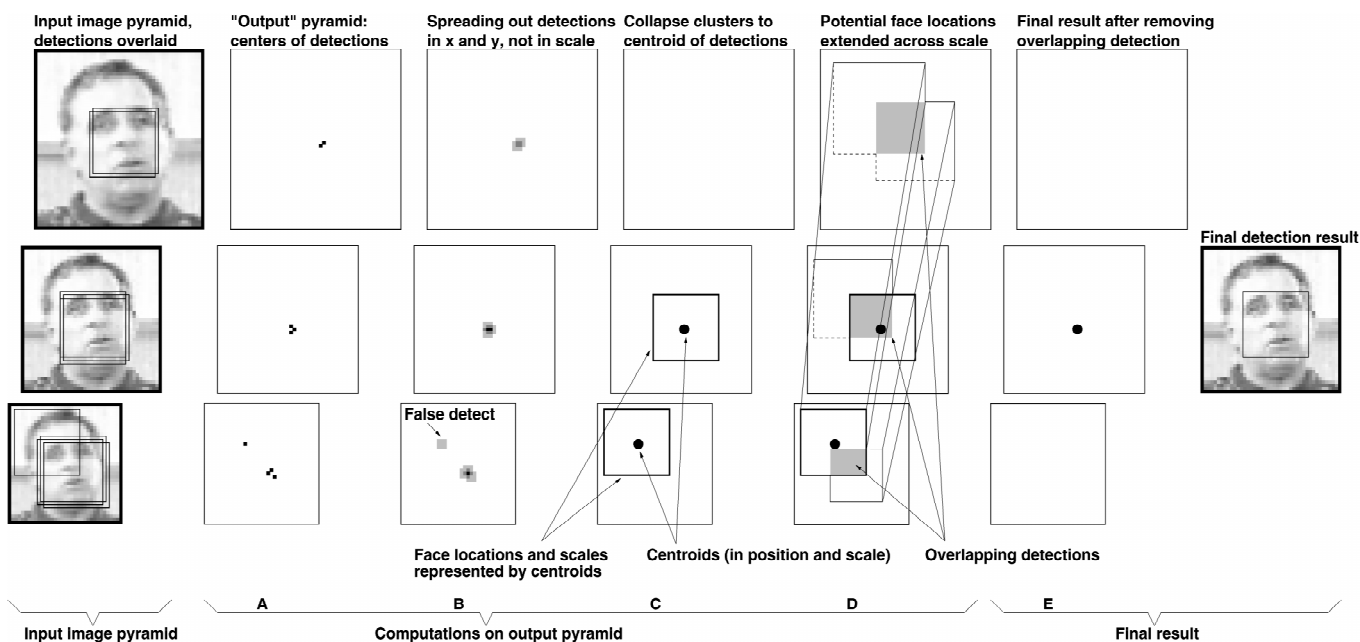 Input image pyramid,
detections overlaid
"Output" pyramid:
centers of detections
Spreading out detections
in x and y, not in scale
Collapse clusters to
centroid of detections
Potential face locations
extended across scale
Final result after removing
overlapping detection
Final detection result
False detect
Face locations and scales
represented by centroids
Centroids (in position and scale)
Overlapping detections
A
B
C
D
E
Input image pyramid
Computations on output pyramid
Final result